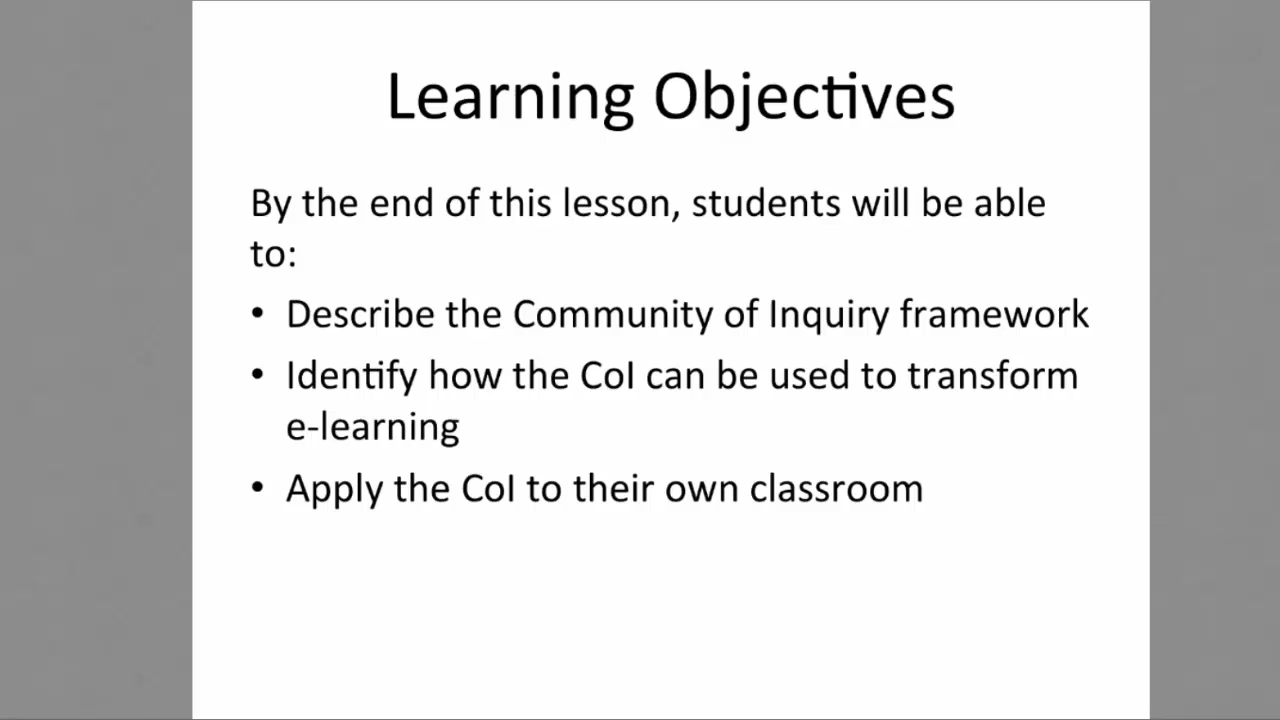 Learning Objectives
By the end of this lesson, students will be able
to:
• Describe the Community of Inquiry framework
• Identify how the CoI can be used to transform
e-learning
• Apply the CoI to their own classroom